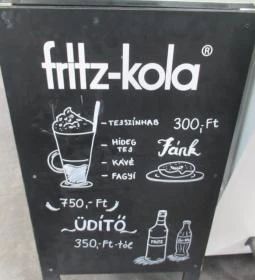 fritz-kola®
TEJSZÍNHAB 300,-Ft
HIDEG TEJ Fánk
KÁVÉ
FAGYI
750,-Ft
ÜDÍTŐ
350,-Ft-tól